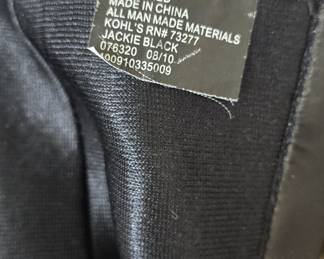 MADE IN CHINA
ALL MAN MADE MATERIALS
KOHL'S RN# 73277
JACKIE BLACK
076320 08/10
400910335009